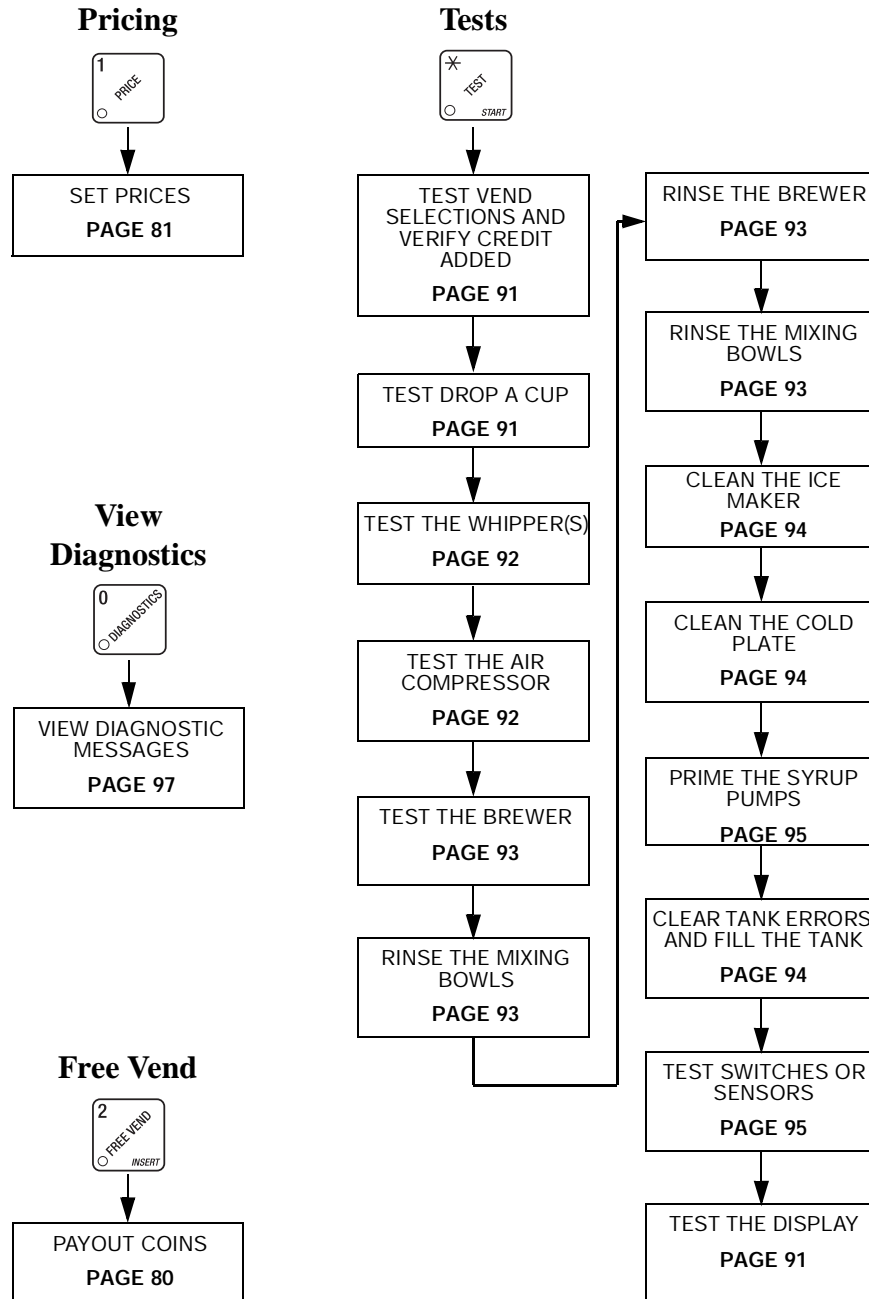 Pricing
1
PRICE
SET PRICES
PAGE 81
View
Diagnostics
0
DIAGNOSTICS
VIEW DIAGNOSTIC
MESSAGES
PAGE 97
Free Vend
2
FREE VEND
INSERT
PAYOUT COINS
PAGE 80
Tests
*
TEST
START
TEST VEND
SELECTIONS AND
VERIFY CREDIT
ADDED
PAGE 91
TEST DROP A CUP
PAGE 91
TEST THE WHIPPER(S)
PAGE 92
TEST THE AIR
COMPRESSOR
PAGE 92
TEST THE BREWER
PAGE 93
RINSE THE MIXING
BOWLS
PAGE 93
RINSE THE BREWER
PAGE 93
RINSE THE MIXING
BOWLS
PAGE 93
CLEAN THE ICE
MAKER
PAGE 94
CLEAN THE COLD
PLATE
PAGE 94
PRIME THE SYRUP
PUMPS
PAGE 95
CLEAR TANK ERRORS
AND FILL THE TANK
PAGE 94
TEST SWITCHES OR
SENSORS
PAGE 95
TEST THE DISPLAY
PAGE 91